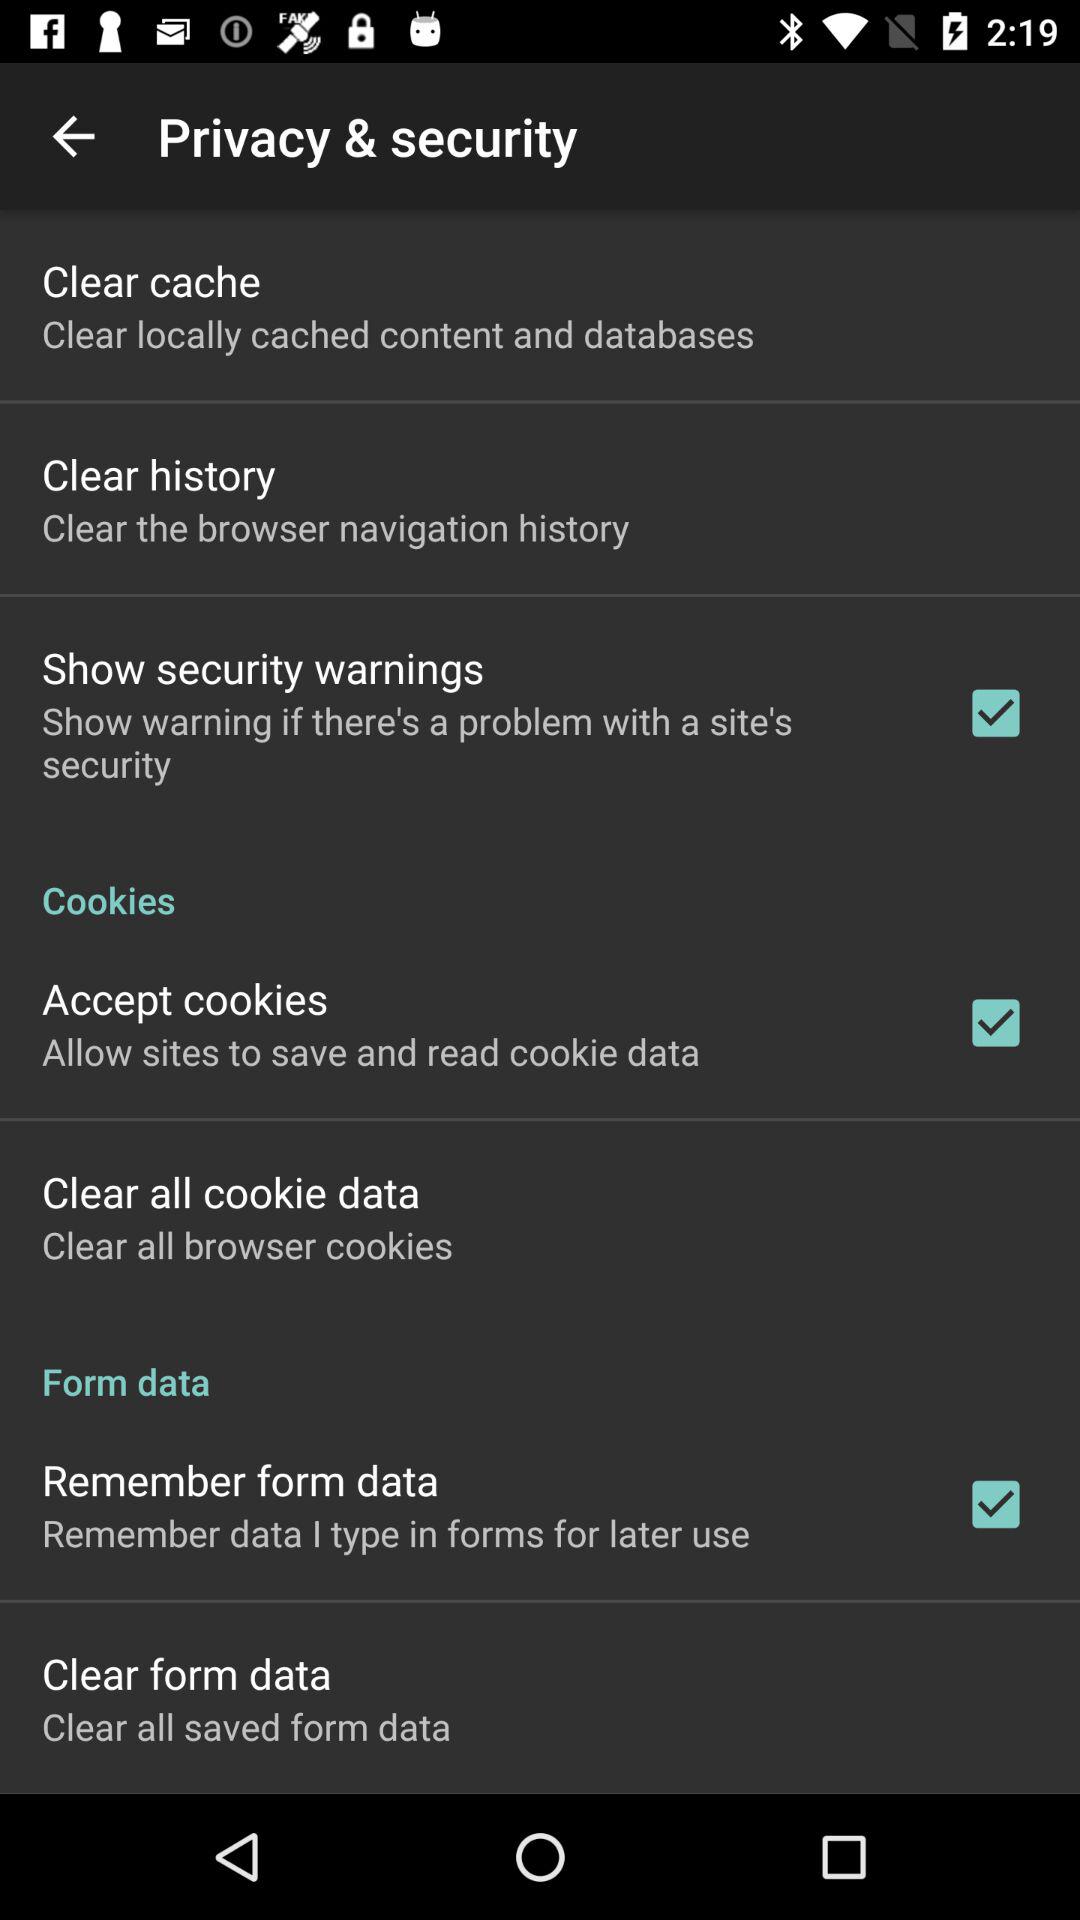 FAKE
2:19
Privacy & security
Clear cache
Clear locally cached content and databases
Clear history
Clear the browser navigation history
Show security warnings
Show warning if there's a problem with a site's
security
Cookies
Accept cookies
Allow sites to save and read cookie data
Clear all cookie data
Clear all browser cookies
Form data
Remember form data
Remember data I type in forms for later use
Clear form data
Clear all saved form data